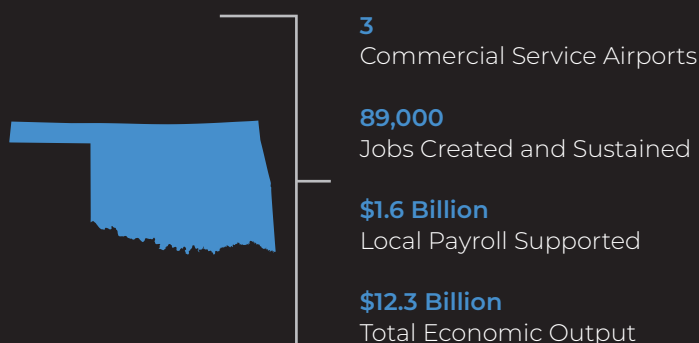 3
Commercial Service Airports
89,000
Jobs Created and Sustained
$1.6 Billion
Local Payroll Supported
$12.3 Billion
Total Economic Output